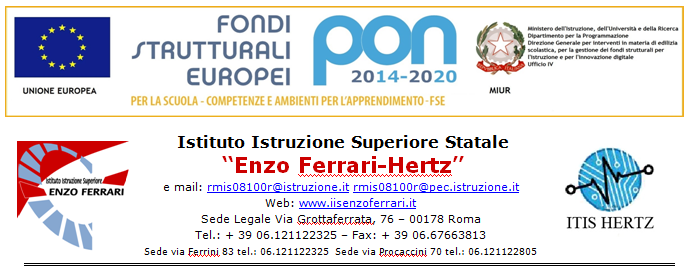 FONDI
STRUTTURALI
EUROPEI
pon
2014-2020
PER LA SCUOLA - COMPETENZE E AMBIENTI PER L'APPRENDIMENTO - FSE
UNIONE EUROPEA
Ministero dell'Istruzione, dell'Università e della Ricerca
Dipartimento per la Programmazione
Direzione Generale per interventi in materia di edilizia
scolastica, per la gestione dei fondi strutturali per
l'istruzione e per l'innovazione digitale
Ufficio IV
MIUR
Istituto Istruzione Superiore
ENZO FERRARI
Istituto Istruzione Superiore Statale
“Enzo Ferrari-Hertz”
e mail: rmis08100r@istruzione.it rmis08100r@pec.istruzione.it
Web: www.iisenzoferrari.it
Sede Legale Via Grottaferrata, 76 – 00178 Roma
Tel.: + 39 06.121122325 – Fax: + 39 06.67663813
Sede via Ferrini 83 tel.: 06.121122325 Sede via Procaccini 70 tel.: 06.121122805
ITIS HERTZ